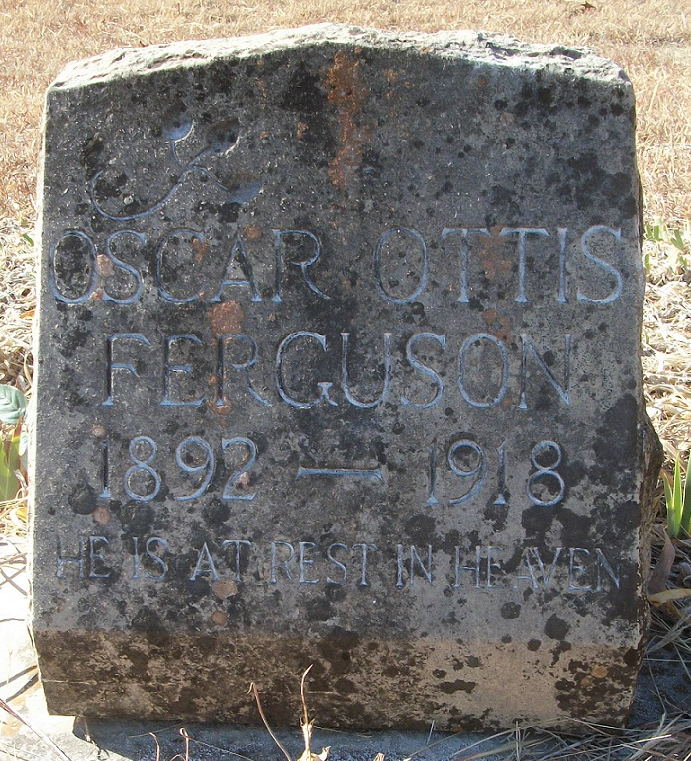 OSCAR OTTIS
FERGUSON
1892 — 1918
HE IS AT REST IN HEAVEN